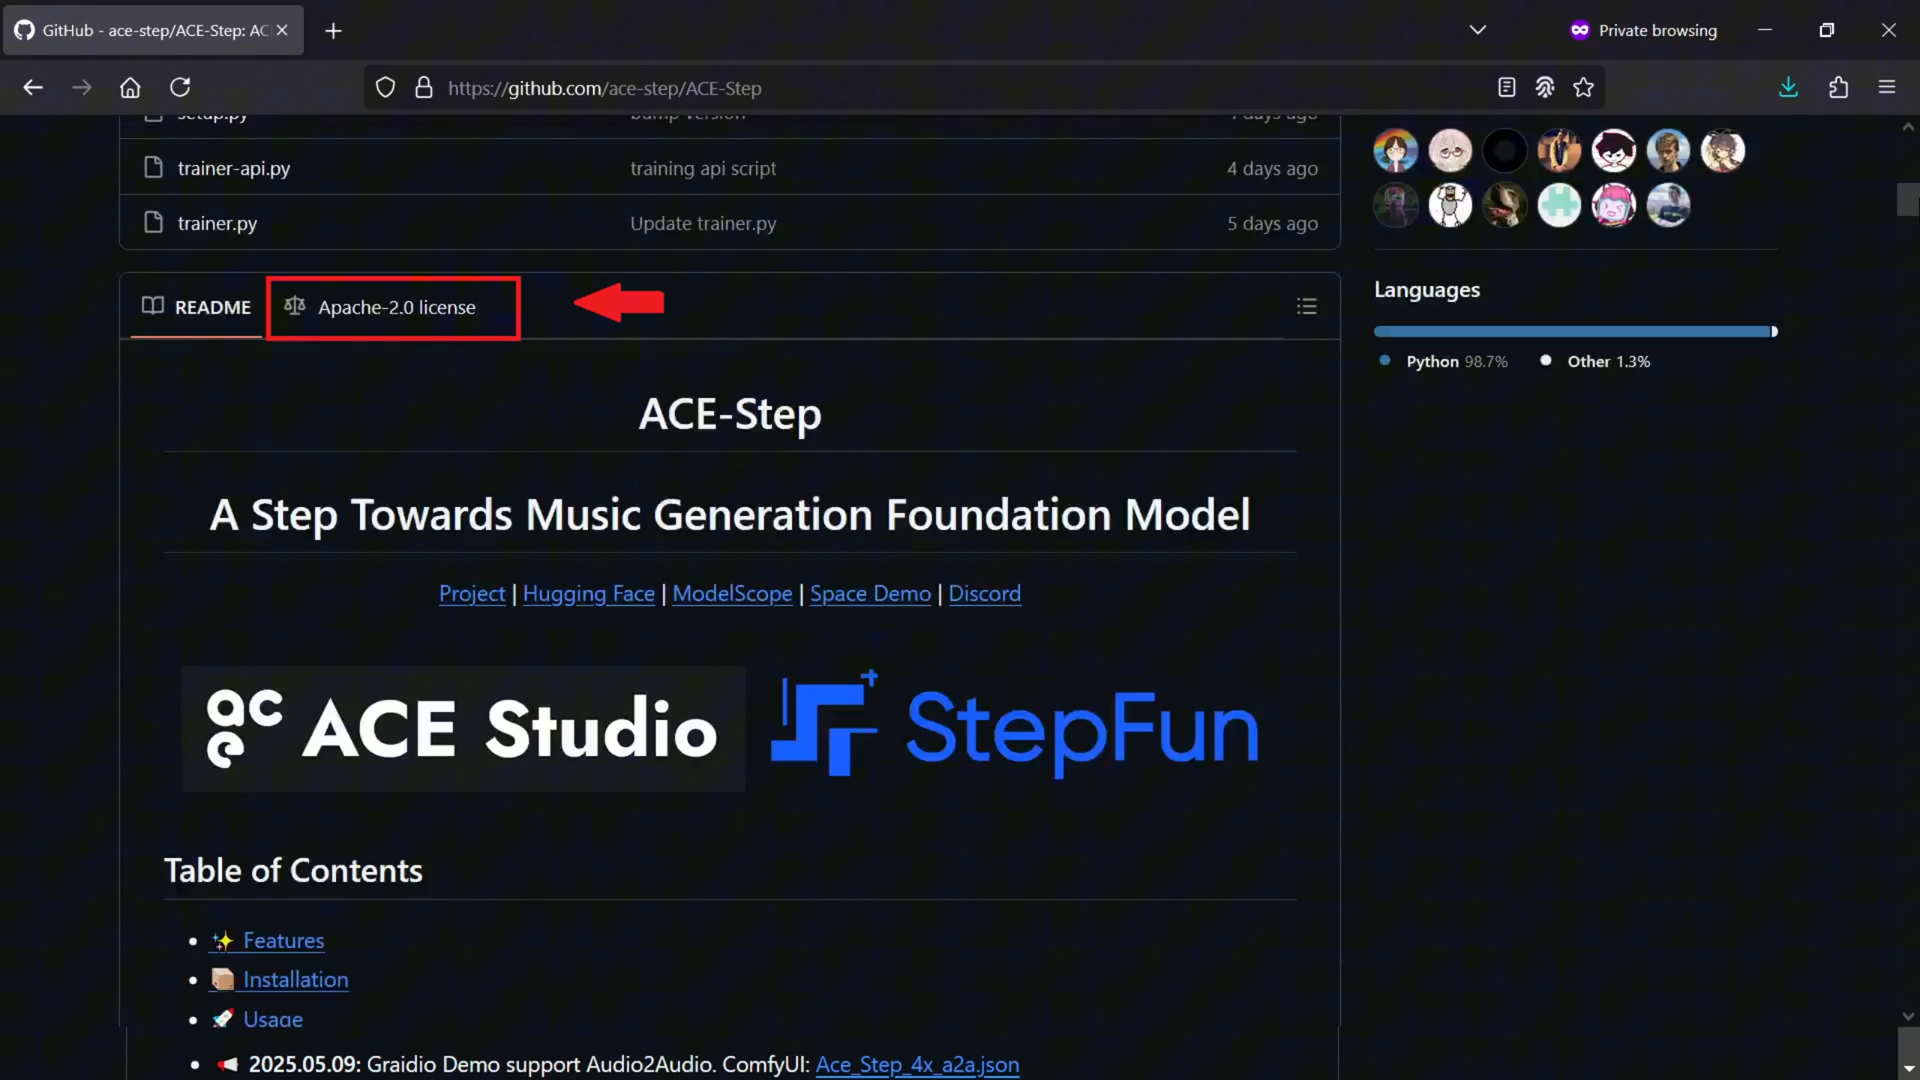 GitHub - ace-step/ACE-Step: AC
Private browsing
https://github.com/ace-step/ACE-Step
setup.py
trainer-api.py training api script 4 days ago
trainer.py Update trainer.py 5 days ago
README Apache-2.0 license
Languages
Python 98.7% Other 1.3%
ACE-Step
A Step Towards Music Generation Foundation Model
Project | Hugging Face | ModelScope | Space Demo | Discord
ac e ACE Studio
StepFun
Table of Contents
• ✨ Features
• 📦 Installation
• 🚀 Usage
• 📢 2025.05.09: Graidio Demo support Audio2Audio. ComfyUI: Ace_Step_4x_a2a.json